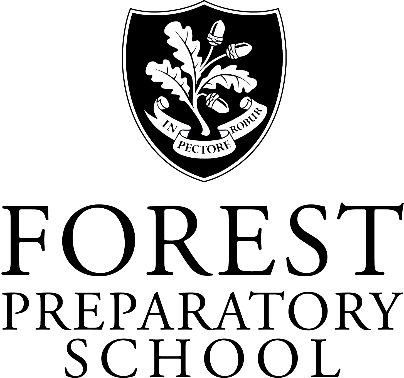 IN PECTORE ROBUR
FOREST
PREPARATORY
SCHOOL